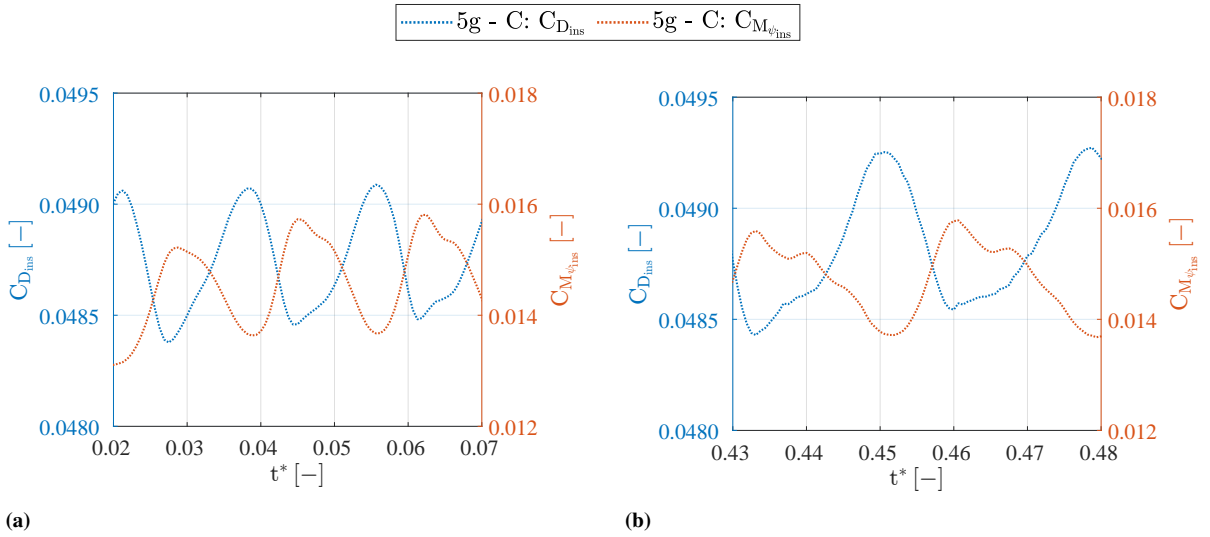 5g - C: C_D_ins 5g - C: C_M_ψ_ins
0.0495
0.0490
0.0485
0.0480
C_D_ins [−]
0.018
0.016
0.014
0.012
C_M_ψ_ins [−]
0.02 0.03 0.04 0.05 0.06 0.07
t* [−]
(a)
0.0495
0.0490
0.0485
0.0480
C_D_ins [−]
0.018
0.016
0.014
0.012
C_M_ψ_ins [−]
0.43 0.44 0.45 0.46 0.47 0.48
t* [−]
(b)